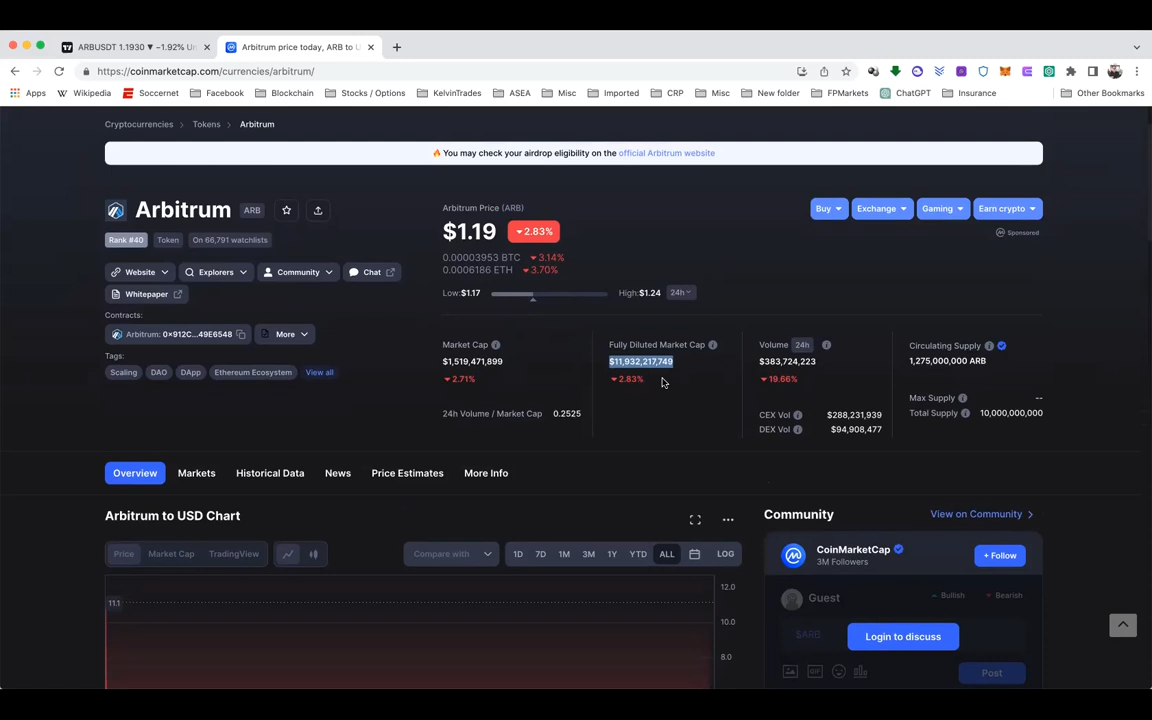 ARBUSDT 1.1930 ▼ −1.92% Un
Arbitrum price today, ARB to U
https://coinmarketcap.com/currencies/arbitrum/
Apps
Wikipedia
Soccernet
Facebook
Blockchain
Stocks / Options
KelvinTrades
ASEA
Misc
Imported
CRP
Misc
New folder
FPMarkets
ChatGPT
Insurance
Other Bookmarks
Cryptocurrencies
Tokens
Arbitrum
You may check your airdrop eligibility on the official Arbitrum website
Arbitrum ARB
Rank #40
Token
On 66,791 watchlists
Website
Explorers
Community
Chat
Whitepaper
Contracts:
Arbitrum: 0×912C...49E6548
More
Tags:
Scaling
DAO
DApp
Ethereum Ecosystem
View all
Arbitrum Price (ARB)
$1.19 2.83%
0.00003953 BTC 3.14%
0.0006186 ETH 3.70%
Low:$1.17
High:$1.24
24h
Buy
Exchange
Gaming
Earn crypto
Sponsored
Market Cap
$1,519,471,899
2.71%
24h Volume / Market Cap 0.2525
Fully Diluted Market Cap
$11,932,217,749
2.83%
Volume 24h
$383,724,223
19.66%
CEX Vol $288,231,939
DEX Vol $94,908,477
Circulating Supply
1,275,000,000 ARB
Max Supply --
Total Supply 10,000,000,000
Overview
Markets
Historical Data
News
Price Estimates
More Info
Arbitrum to USD Chart
Price
Market Cap
TradingView
Compare with
1D
7D
1M
3M
1Y
YTD
ALL
LOG
11.1
12.0
10.0
8.0
Community
View on Community
CoinMarketCap
3M Followers
+ Follow
Guest
Bullish
Bearish
$ARB
Login to discuss
GIF
Post